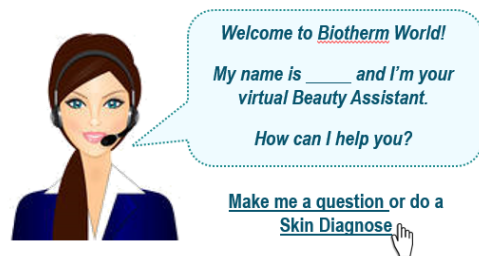 Welcome to Biotherm World!
My name is _____ and I'm your
virtual Beauty Assistant.
How can I help you?
Make me a question or do a
Skin Diagnose